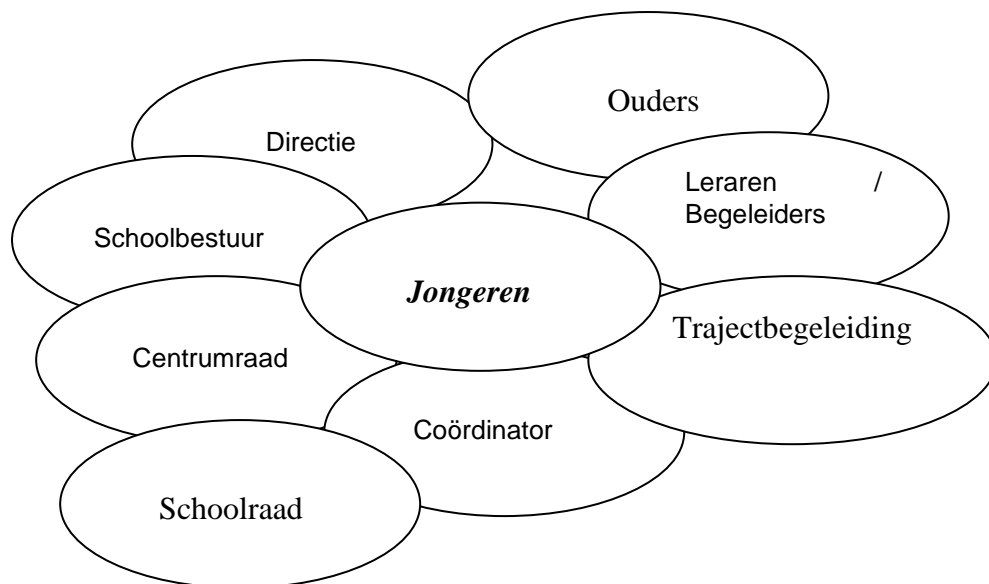 Ouders
Directie
Leraren /
Begeleiders
Schoolbestuur
Jongeren
Trajectbegeleiding
Centrumraad
Coördinator
Schoolraad